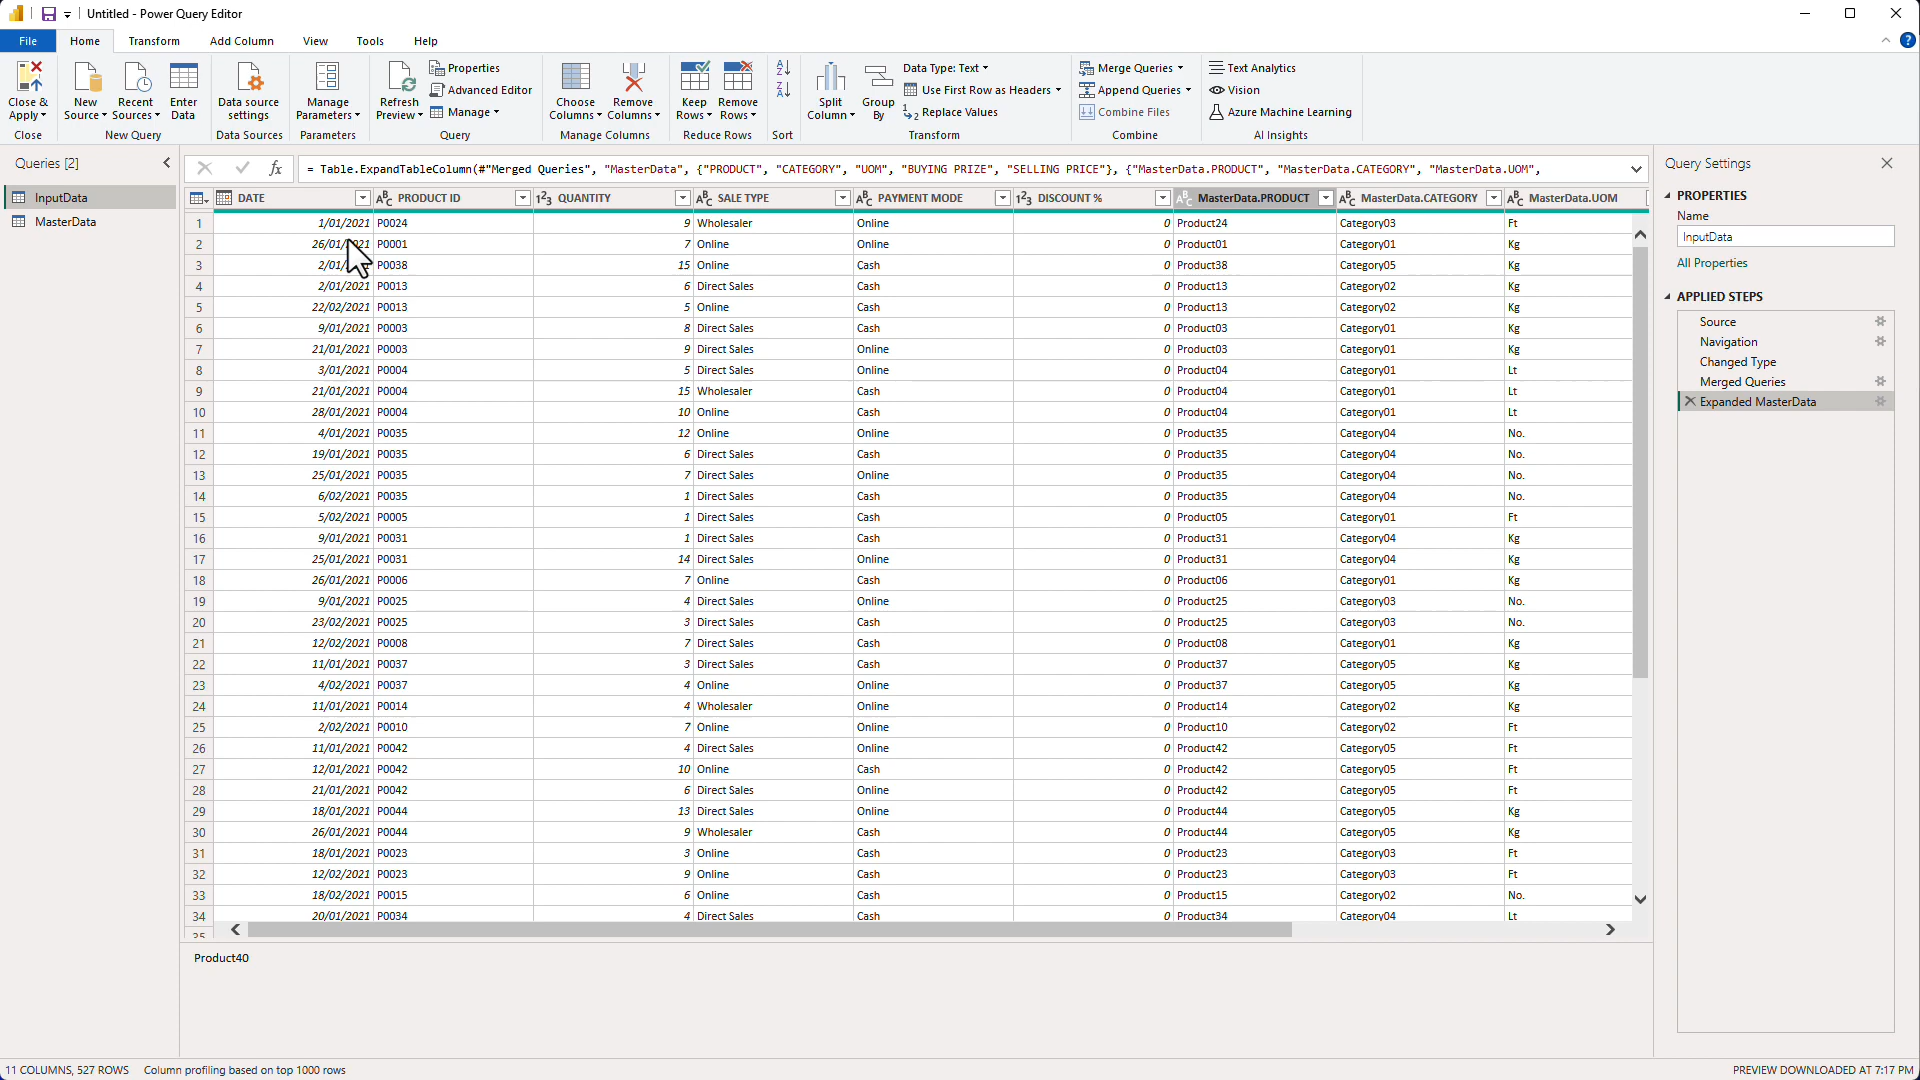 Untitled - Power Query Editor
File Home Transform Add Column View Tools Help
Close & Apply
Close
New Source
Recent Sources
Enter Data
New Query
Data source settings
Data Sources
Manage Parameters
Parameters
Refresh Preview
Properties
Advanced Editor
Manage
Query
Choose Columns
Remove Columns
Manage Columns
Keep Rows
Remove Rows
Reduce Rows
Sort
Split Column
Group By
Data Type: Text
Use First Row as Headers
Replace Values
Transform
Merge Queries
Append Queries
Combine Files
Combine
Text Analytics
Vision
Azure Machine Learning
AI Insights
Queries [2]
InputData
MasterData
= Table.ExpandTableColumn(#"Merged Queries", "MasterData", {"PRODUCT", "CATEGORY", "UOM", "BUYING PRIZE", "SELLING PRICE"}, {"MasterData.PRODUCT", "MasterData.CATEGORY", "MasterData.UOM",
DATE PRODUCT ID QUANTITY SALE TYPE PAYMENT MODE DISCOUNT % MasterData.PRODUCT MasterData.CATEGORY MasterData.UOM
1 1/01/2021 P0024 9 Wholesaler Online 0 Product24 Category03 Ft
2 26/01/2021 P0001 7 Online Online 0 Product01 Category01 Kg
3 2/01/ P0038 15 Online Cash 0 Product38 Category05 Kg
4 2/01/2021 P0013 6 Direct Sales Cash 0 Product13 Category02 Kg
5 22/02/2021 P0013 5 Online Cash 0 Product13 Category02 Kg
6 9/01/2021 P0003 8 Direct Sales Cash 0 Product03 Category01 Kg
7 21/01/2021 P0003 9 Direct Sales Online 0 Product03 Category01 Kg
8 3/01/2021 P0004 5 Direct Sales Online 0 Product04 Category01 Lt
9 21/01/2021 P0004 15 Wholesaler Cash 0 Product04 Category01 Lt
10 28/01/2021 P0004 10 Online Cash 0 Product04 Category01 Lt
11 4/01/2021 P0035 12 Online Online 0 Product35 Category04 No.
12 19/01/2021 P0035 6 Direct Sales Cash 0 Product35 Category04 No.
13 25/01/2021 P0035 7 Direct Sales Online 0 Product35 Category04 No.
14 6/02/2021 P0035 1 Direct Sales Cash 0 Product35 Category04 No.
15 5/02/2021 P0005 1 Direct Sales Cash 0 Product05 Category01 Ft
16 9/01/2021 P0031 1 Direct Sales Cash 0 Product31 Category04 Kg
17 25/01/2021 P0031 14 Direct Sales Online 0 Product31 Category04 Kg
18 26/01/2021 P0006 7 Online Cash 0 Product06 Category01 Kg
19 9/01/2021 P0025 4 Direct Sales Online 0 Product25 Category03 No.
20 23/02/2021 P0025 3 Direct Sales Cash 0 Product25 Category03 No.
21 12/02/2021 P0008 7 Direct Sales Cash 0 Product08 Category01 Kg
22 11/01/2021 P0037 3 Direct Sales Cash 0 Product37 Category05 Kg
23 4/02/2021 P0037 4 Online Online 0 Product37 Category05 Kg
24 11/01/2021 P0014 4 Wholesaler Online 0 Product14 Category02 Kg
25 2/02/2021 P0010 7 Online Online 0 Product10 Category02 Ft
26 11/01/2021 P0042 4 Direct Sales Online 0 Product42 Category05 Ft
27 12/01/2021 P0042 10 Online Cash 0 Product42 Category05 Ft
28 21/01/2021 P0042 6 Direct Sales Online 0 Product42 Category05 Ft
29 18/01/2021 P0044 13 Direct Sales Online 0 Product44 Category05 Kg
30 26/01/2021 P0044 9 Wholesaler Cash 0 Product44 Category05 Kg
31 18/01/2021 P0023 3 Online Cash 0 Product23 Category03 Ft
32 12/02/2021 P0023 9 Online Cash 0 Product23 Category03 Ft
33 18/02/2021 P0015 6 Online Cash 0 Product15 Category02 No.
34 20/01/2021 P0034 4 Direct Sales Cash 0 Product34 Category04 Lt
35
Product40
Query Settings
PROPERTIES
Name
InputData
All Properties
APPLIED STEPS
Source
Navigation
Changed Type
Merged Queries
Expanded MasterData
11 COLUMNS, 527 ROWS Column profiling based on top 1000 rows
PREVIEW DOWNLOADED AT 7:17 PM